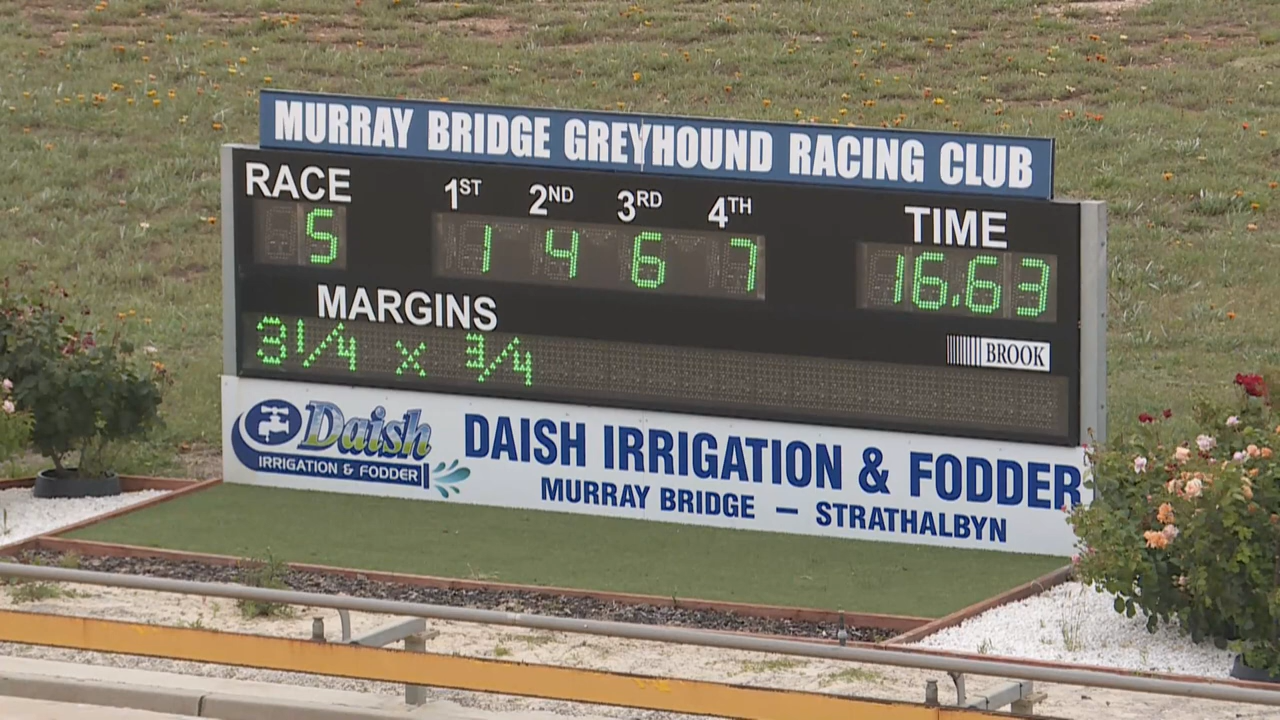 MURRAY BRIDGE GREYHOUND RACING CLUB
RACE 1ST 2ND 3RD 4TH TIME
5 1 4 6 7 16.63
MARGINS
3 1/4 x 3/4
BROOK
Daish
IRRIGATION & FODDER
DAISH IRRIGATION & FODDER
MURRAY BRIDGE — STRATHALBYN